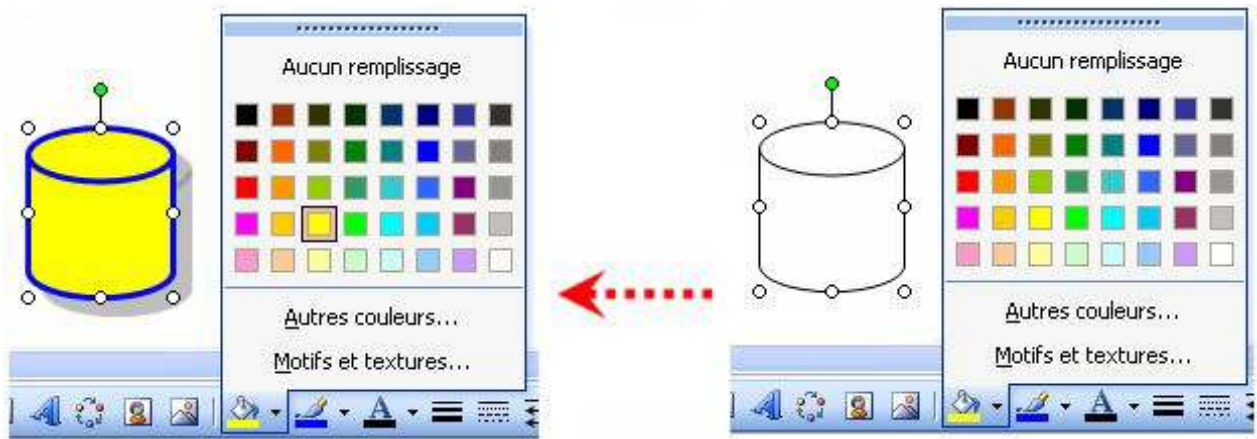 Aucun remplissage
Autres couleurs...
Motifs et textures...
A
A
Aucun remplissage
Autres couleurs...
Motifs et textures...
A
A